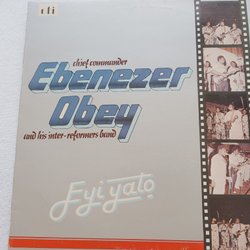 chief commander
Ebenezer
Obey
and his inter-reformers band
Eyi yato